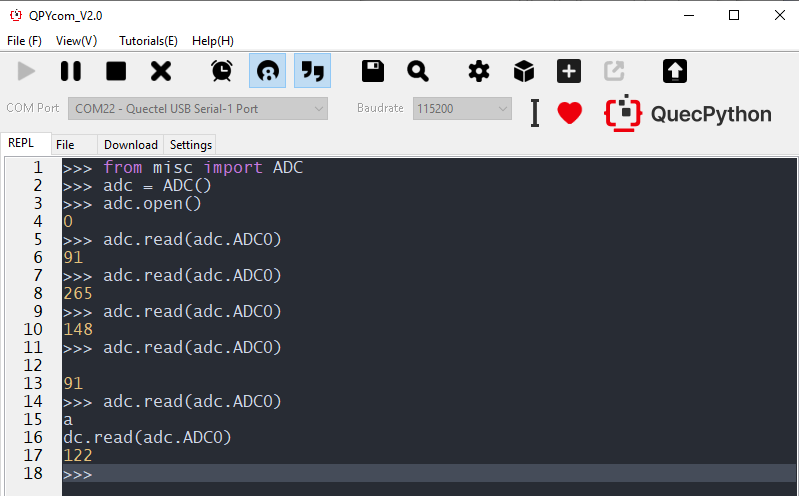 QPYcom_V2.0
File (F) View(V) Tutorials(E) Help(H)
COM Port COM22 - Quectel USB Serial-1 Port Baudrate 115200 QuecPython
REPL File Download Settings
1 >>> from misc import ADC
2 >>> adc = ADC()
3 >>> adc.open()
4 0
5 >>> adc.read(adc.ADC0)
6 91
7 >>> adc.read(adc.ADC0)
8 265
9 >>> adc.read(adc.ADC0)
10 148
11 >>> adc.read(adc.ADC0)
12
13 91
14 >>> adc.read(adc.ADC0)
15 a
16 dc.read(adc.ADC0)
17 122
18 >>>